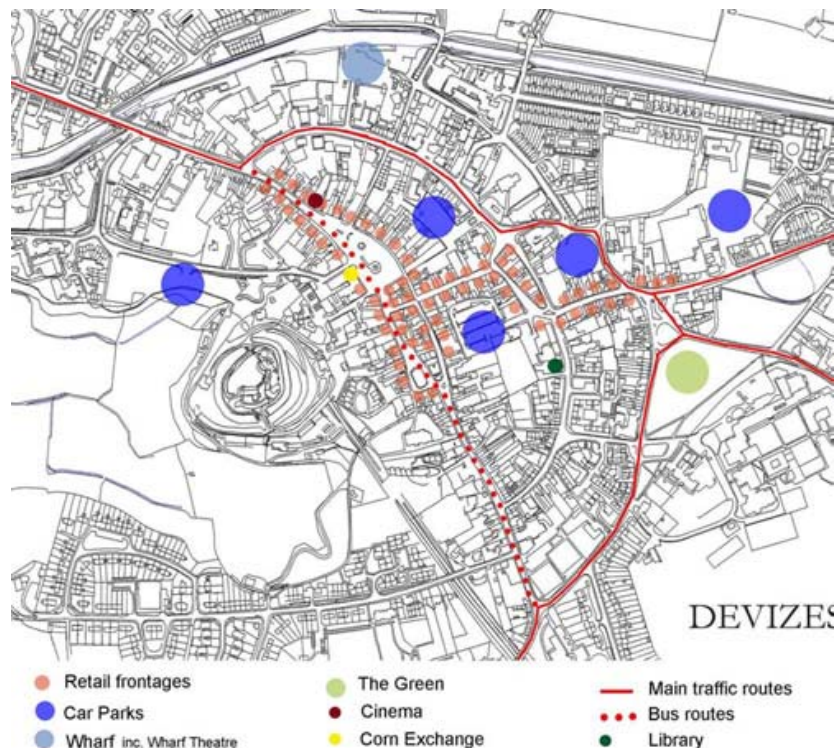 DEVIZES
Retail frontages
Car Parks
Wharf inc. Wharf Theatre
The Green
Cinema
Corn Exchange
Main traffic routes
Bus routes
Library